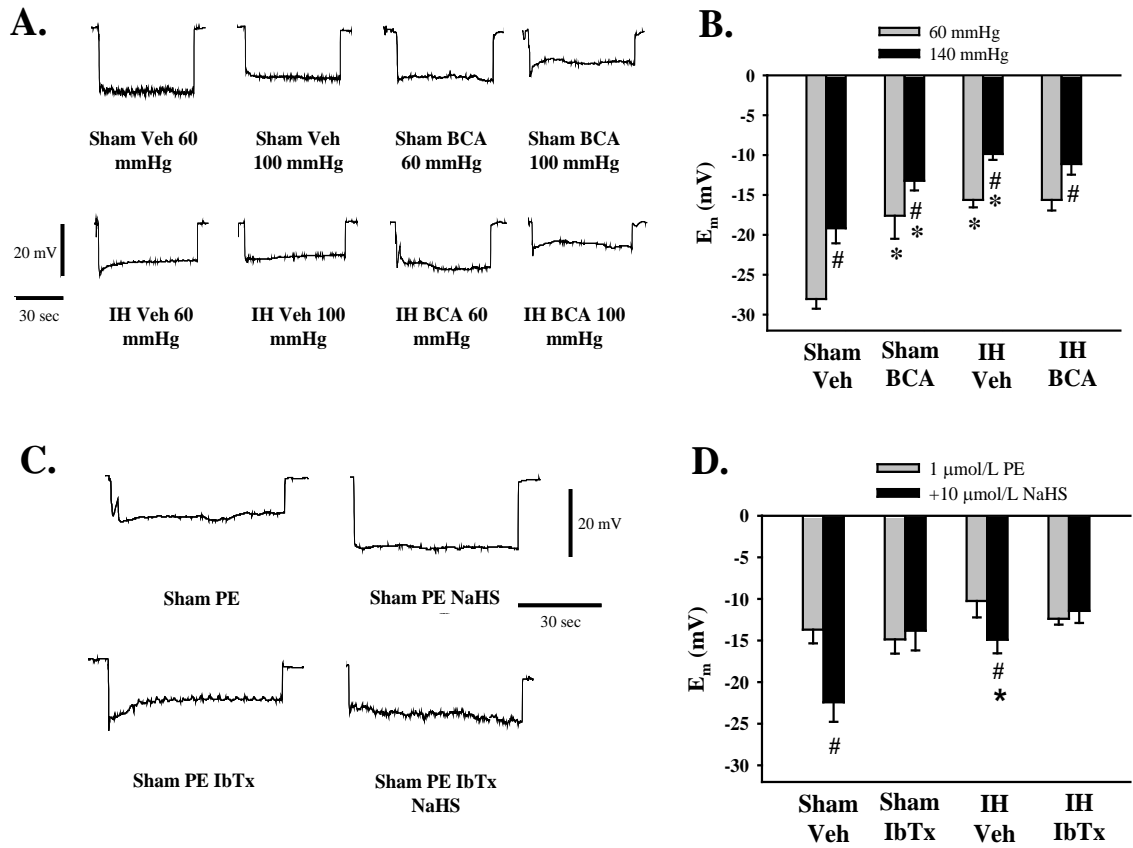 A.
Sham Veh 60
mmHg
Sham Veh
100 mmHg
Sham BCA
60 mmHg
Sham BCA
100 mmHg
20 mV
30 sec
IH Veh 60
mmHg
IH Veh 100
mmHg
IH BCA 60
mmHg
IH BCA 100
mmHg
B.
60 mmHg
140 mmHg
0
-5
-10
-15
-20
-25
-30
Em (mV)
#
*
#
*
*
#
*
#
Sham
Veh
Sham
BCA
IH
Veh
IH
BCA
C.
Sham PE
Sham PE NaHS
20 mV
30 sec
Sham PE IbTx
Sham PE IbTx
NaHS
D.
1 µmol/L PE
+10 µmol/L NaHS
0
-5
-10
-15
-20
-25
-30
Em (mV)
#
#
*
Sham
Veh
Sham
IbTx
IH
Veh
IH
IbTx